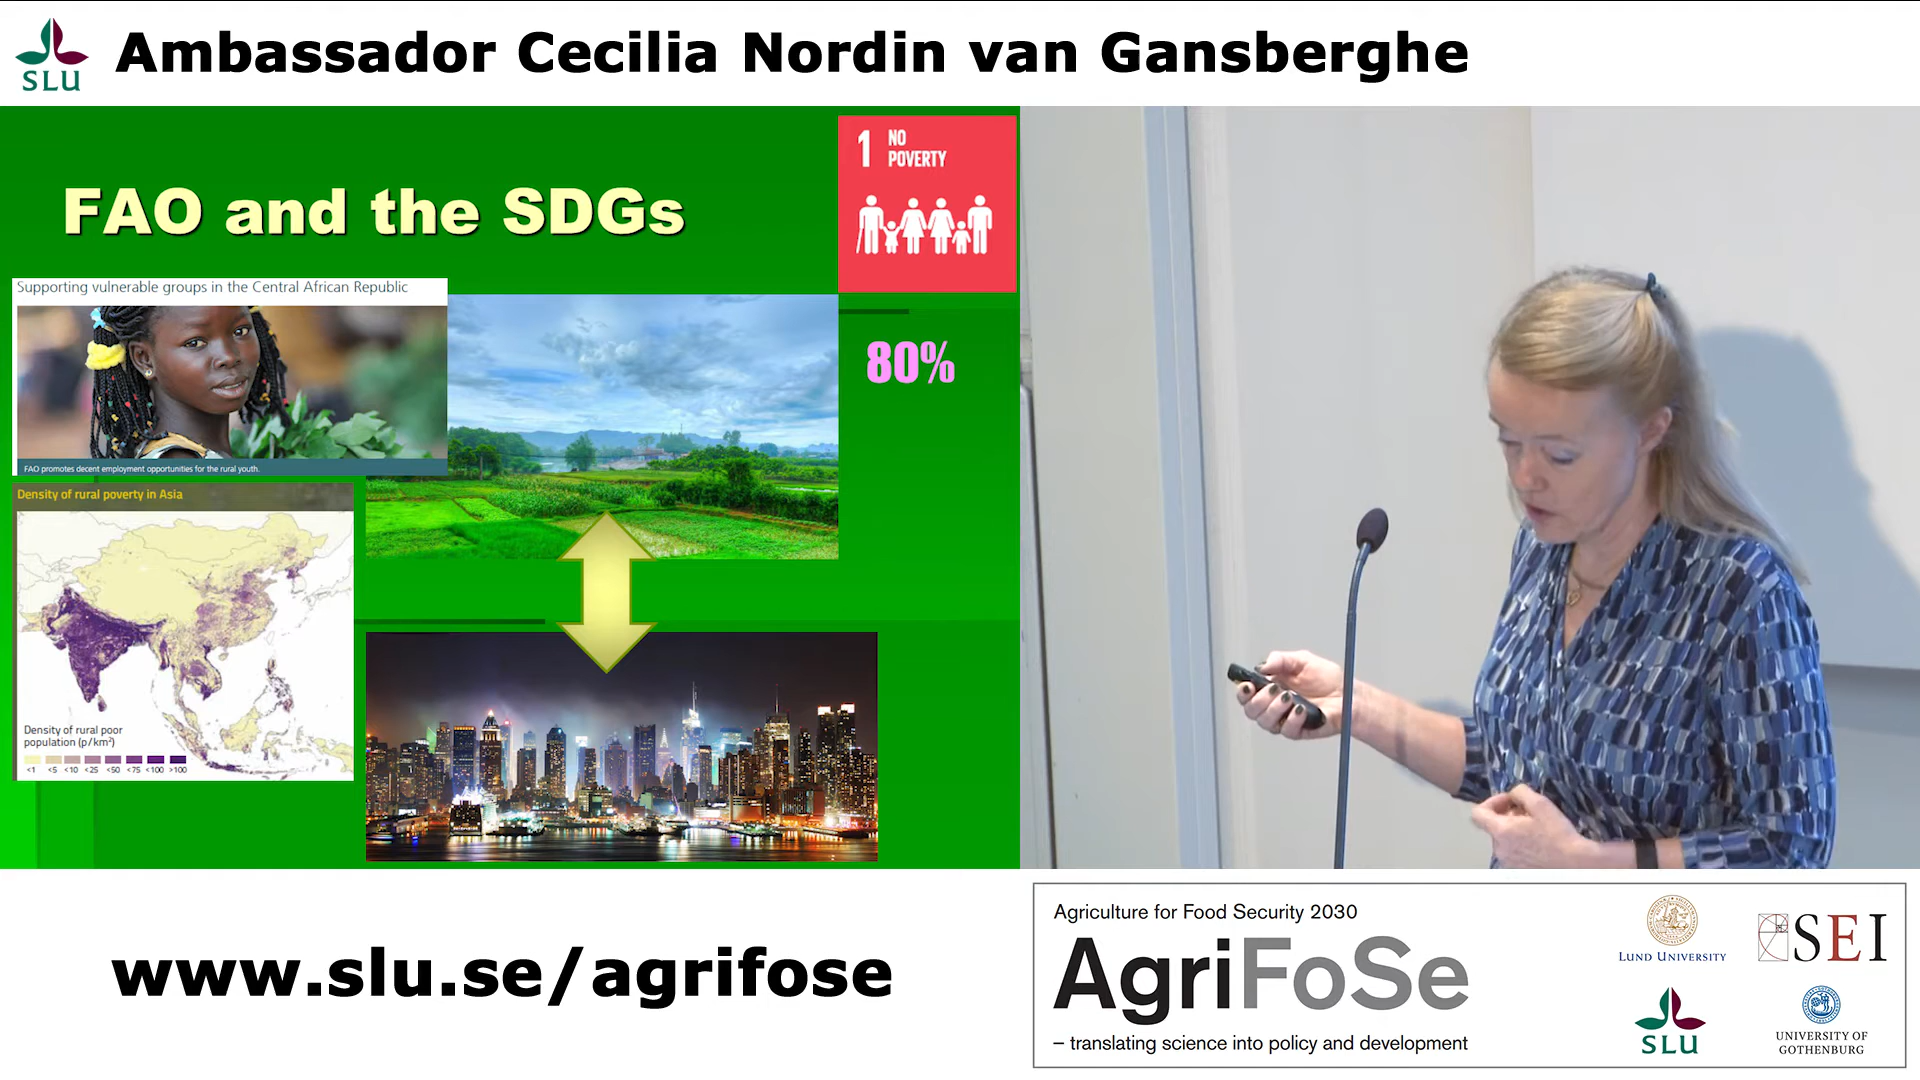 SLU
Ambassador Cecilia Nordin van Gansberghe
FAO and the SDGs
1 NO
POVERTY
80%
Supporting vulnerable groups in the Central African Republic
FAO promotes decent employment opportunities for the rural youth.
Density of rural poverty in Asia
Density of rural poor
population (p/km²)
<1 <5 <10 <25 <50 <75 <100 >100
www.slu.se/agrifose
Agriculture for Food Security 2030
AgriFoSe
– translating science into policy and development
LUND UNIVERSITY
SEI
SLU
UNIVERSITY OF
GOTHENBURG